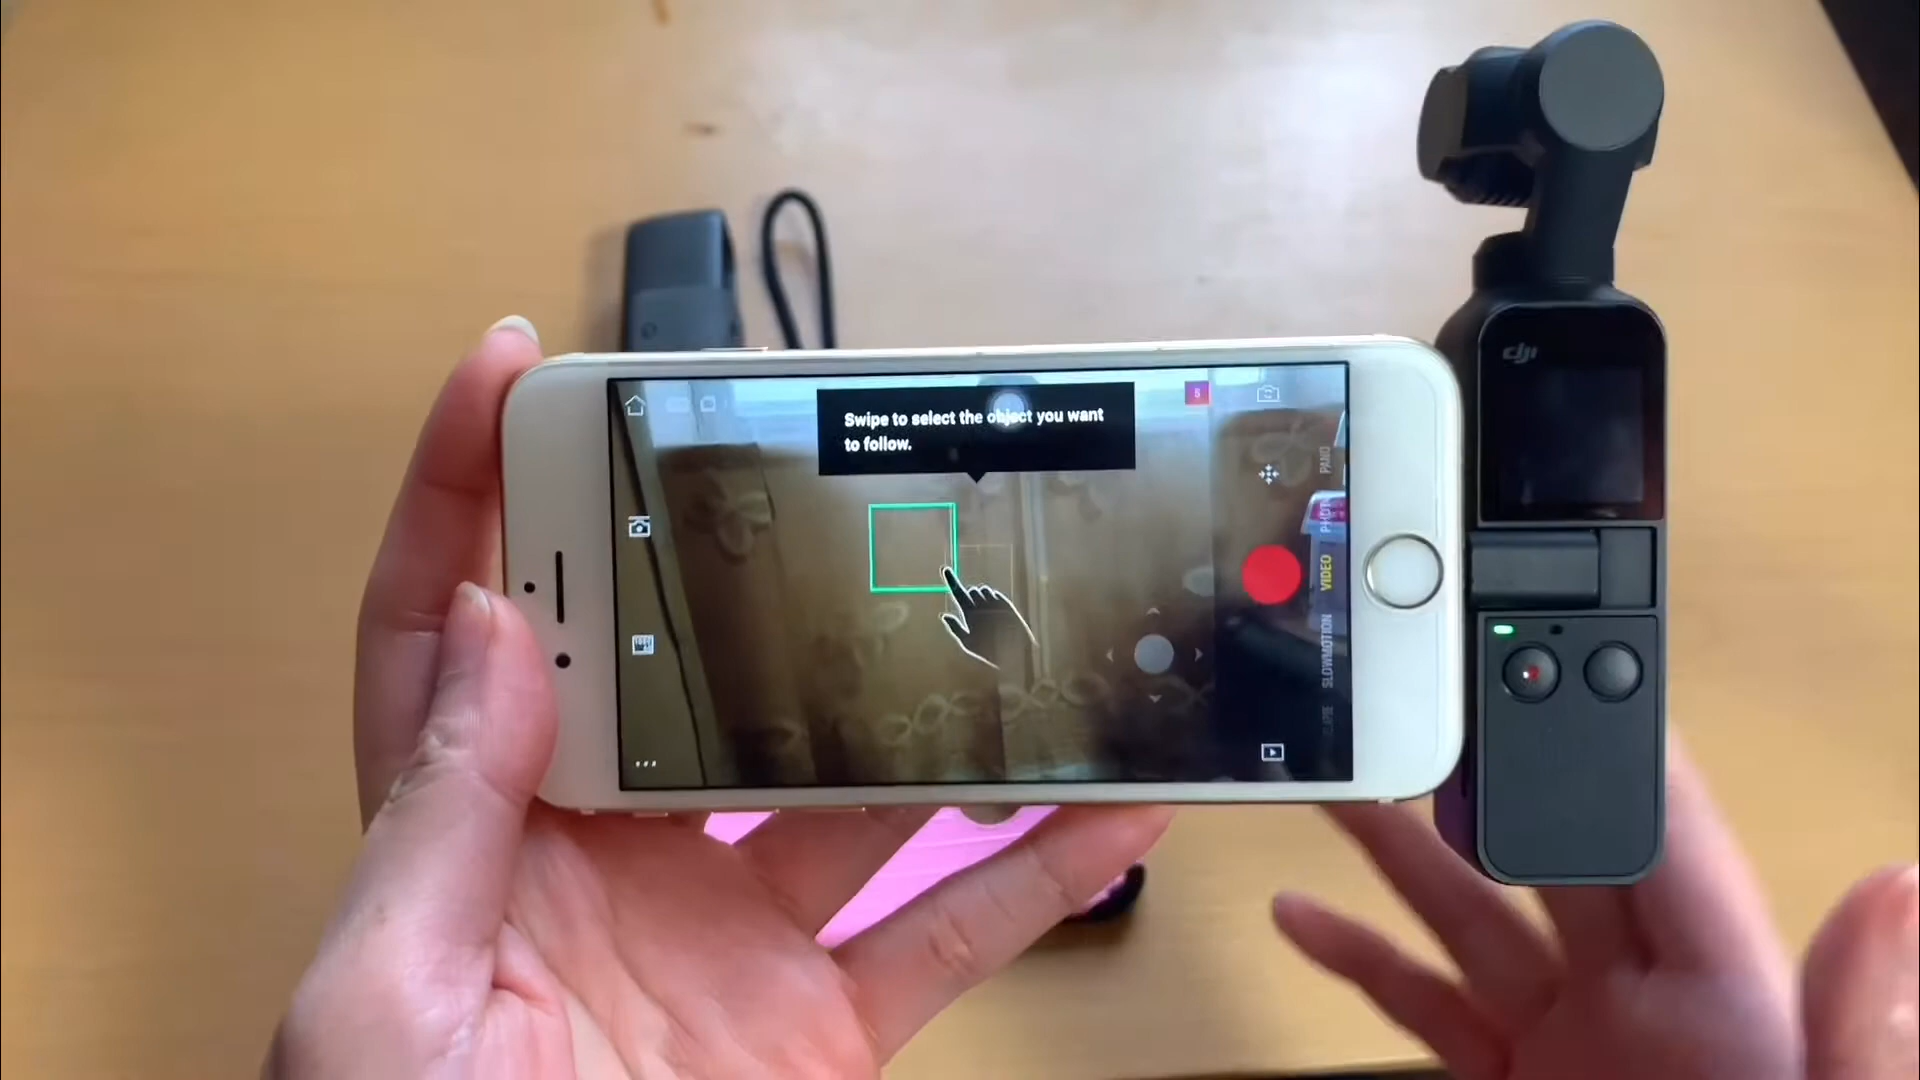 Swipe to select the object you want
to follow.
PANO
PHOTO
VIDEO
SLOWMOTION
dji